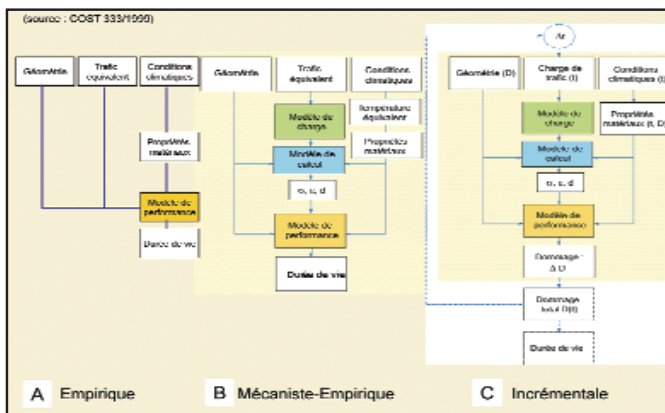 (source : COST 333/1999)
Géométrie
Trafic
équivalent
Conditions
climatiques
Propriétés
matériaux
Modèle de
performance
Durée de vie
A Empirique
Géométrie
Trafic
équivalent
Conditions
climatiques
Modèle de
charge
Température
équivalent
Modèle de
calcul
Propriétés
matériaux
σ, ε, d
Modèle de
performance
Durée de vie
B Mécaniste-Empirique
Δt
Géométrie (D)
Charge de
trafic (t)
Conditions
climatiques (t)
Modèle de
charge
Propriétés
matériaux (t, D)
Modèle de
calcul
σ, ε, d
Modèle de
performance
Dommage :
Δ D
Dommage
total D(t)
Durée de vie
C Incrémentale